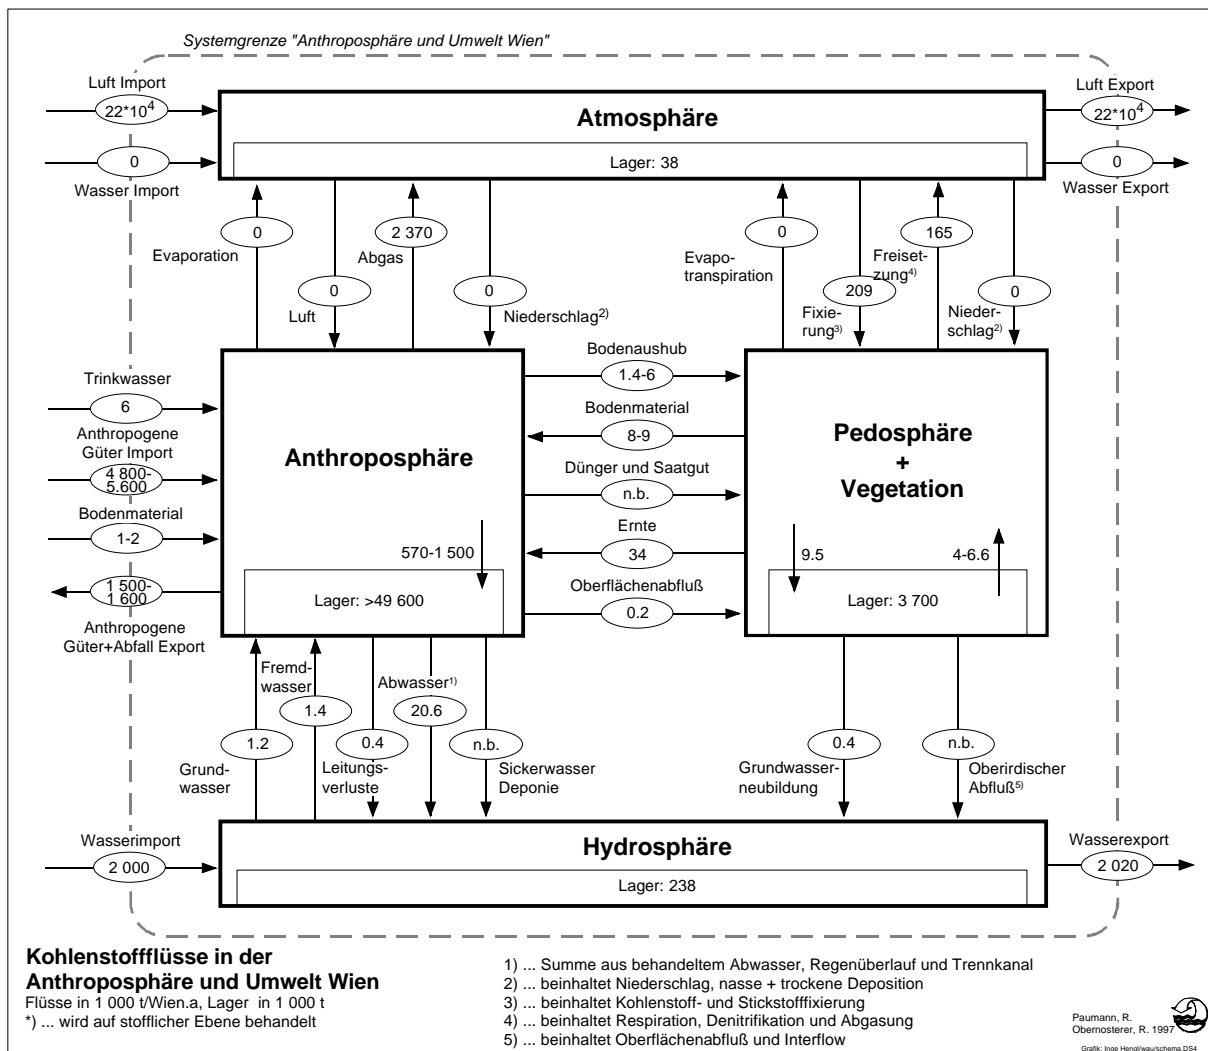 Systemgrenze "Anthroposphäre und Umwelt Wien"
Luft Import
22*10⁴
0
Wasser Import
Atmosphäre
Lager: 38
Luft Export
22*10⁴
0
Wasser Export
0
Evaporation
0
Luft
2 370
Abgas
0
Niederschlag2)
0
Evapo-
transpiration
209
Fixie-
rung3)
165
Freiset-
zung4)
0
Nieder-
schlag2)
Trinkwasser
6
Anthropogene
Güter Import
4 800-
5.600
Bodenmaterial
1-2
1 500-
1 600
Anthropogene
Güter+Abfall Export
Anthroposphäre
570-1 500
Lager: >49 600
Bodenaushub
1.4-6
Bodenmaterial
8-9
Dünger und Saatgut
n.b.
Ernte
34
Oberflächenabfluß
0.2
Pedosphäre
+
Vegetation
9.5
4-6.6
Lager: 3 700
1.2
Grund-
wasser
Fremd-
wasser
1.4
0.4
Leitungs-
verluste
Abwasser1)
20.6
n.b.
Sickerwasser
Deponie
0.4
Grundwasser-
neubildung
n.b.
Oberirdischer
Abfluß5)
Wasserimport
2 000
Hydrosphäre
Lager: 238
Wasserexport
2 020
Kohlenstoffflüsse in der
Anthroposphäre und Umwelt Wien
Flüsse in 1 000 t/Wien.a, Lager in 1 000 t
*) ... wird auf stofflicher Ebene behandelt
1) ... Summe aus behandeltem Abwasser, Regenüberlauf und Trennkanal
2) ... beinhaltet Niederschlag, nasse + trockene Deposition
3) ... beinhaltet Kohlenstoff- und Stickstofffixierung
4) ... beinhaltet Respiration, Denitrifikation und Abgasung
5) ... beinhaltet Oberflächenabfluß und Interflow
Paumann, R.
Obernosterer, R. 1997
Grafik: Inge Hengl/wau/schema.DS4